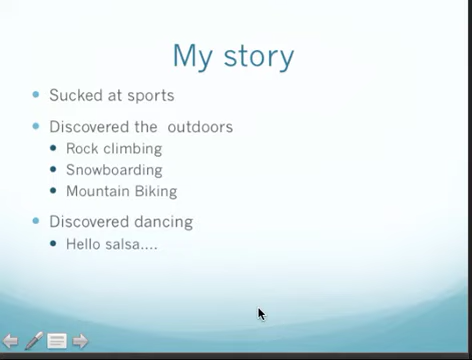 My story
Sucked at sports
Discovered the outdoors
Rock climbing
Snowboarding
Mountain Biking
Discovered dancing
Hello salsa....